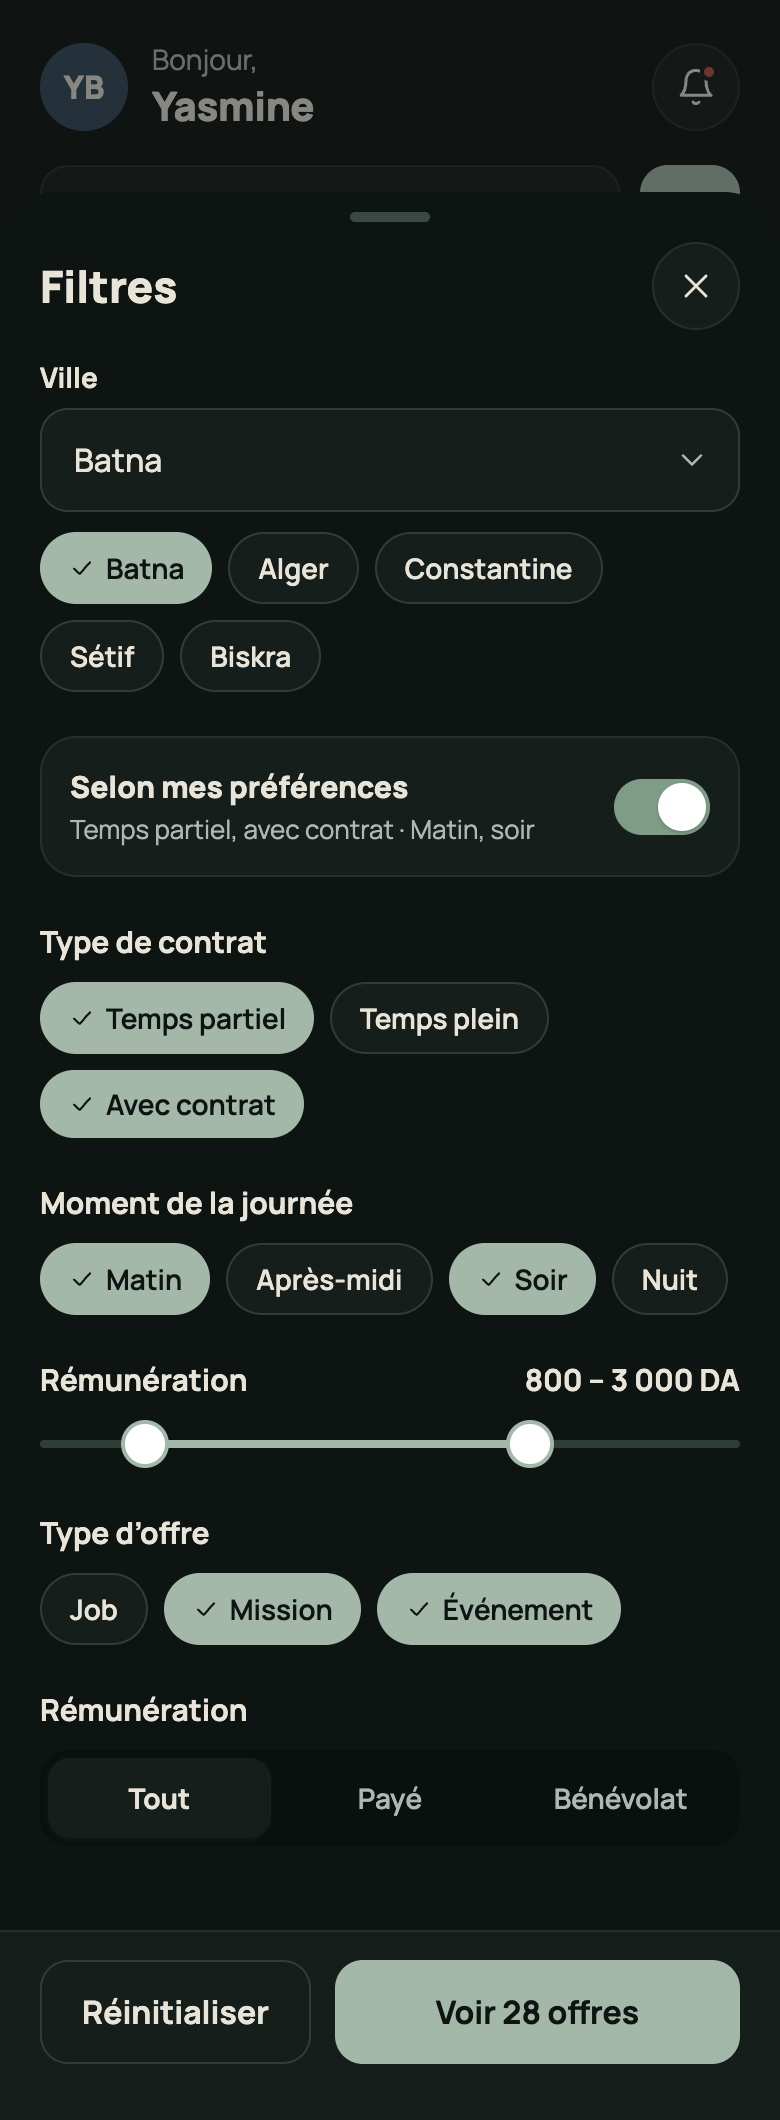 YB
Bonjour,
Yasmine
Filtres
Ville
Batna
Batna Alger Constantine
Sétif Biskra
Selon mes préférences
Temps partiel, avec contrat · Matin, soir
Type de contrat
Temps partiel Temps plein
Avec contrat
Moment de la journée
Matin Après-midi Soir Nuit
Rémunération 800 – 3 000 DA
Type d’offre
Job Mission Événement
Rémunération
Tout Payé Bénévolat
Réinitialiser Voir 28 offres